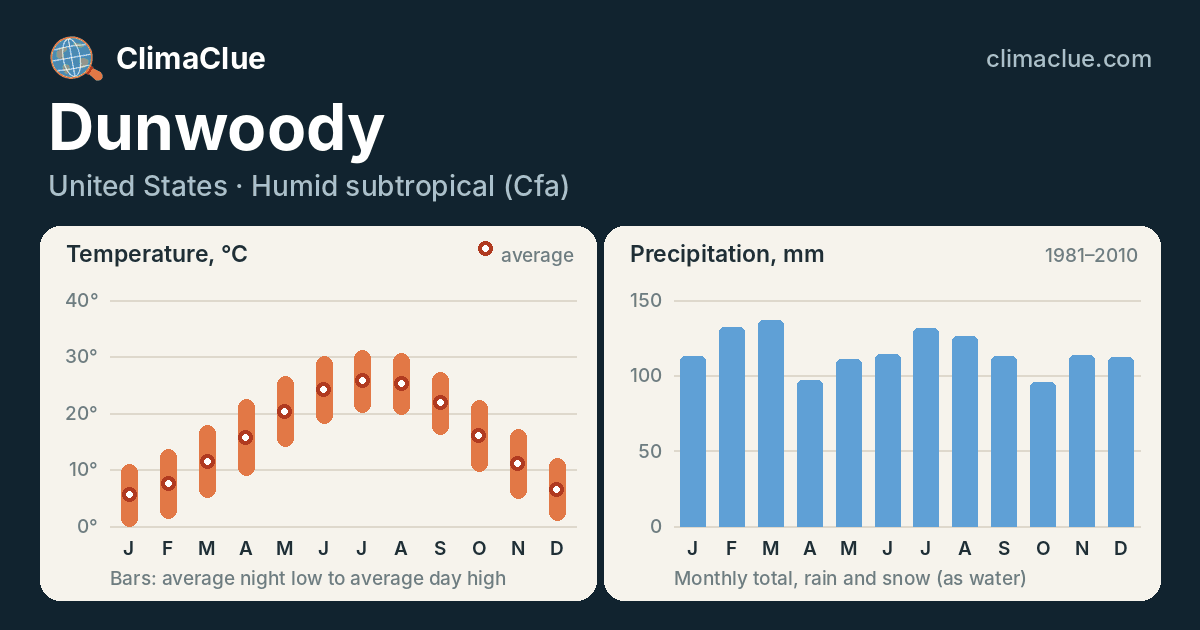 ClimaClue
climaclue.com
Dunwoody
United States · Humid subtropical (Cfa)
Temperature, °C
average
40°
30°
20°
10°
0°
J F M A M J J A S O N D
Bars: average night low to average day high
Precipitation, mm
1981–2010
150
100
50
0
J F M A M J J A S O N D
Monthly total, rain and snow (as water)